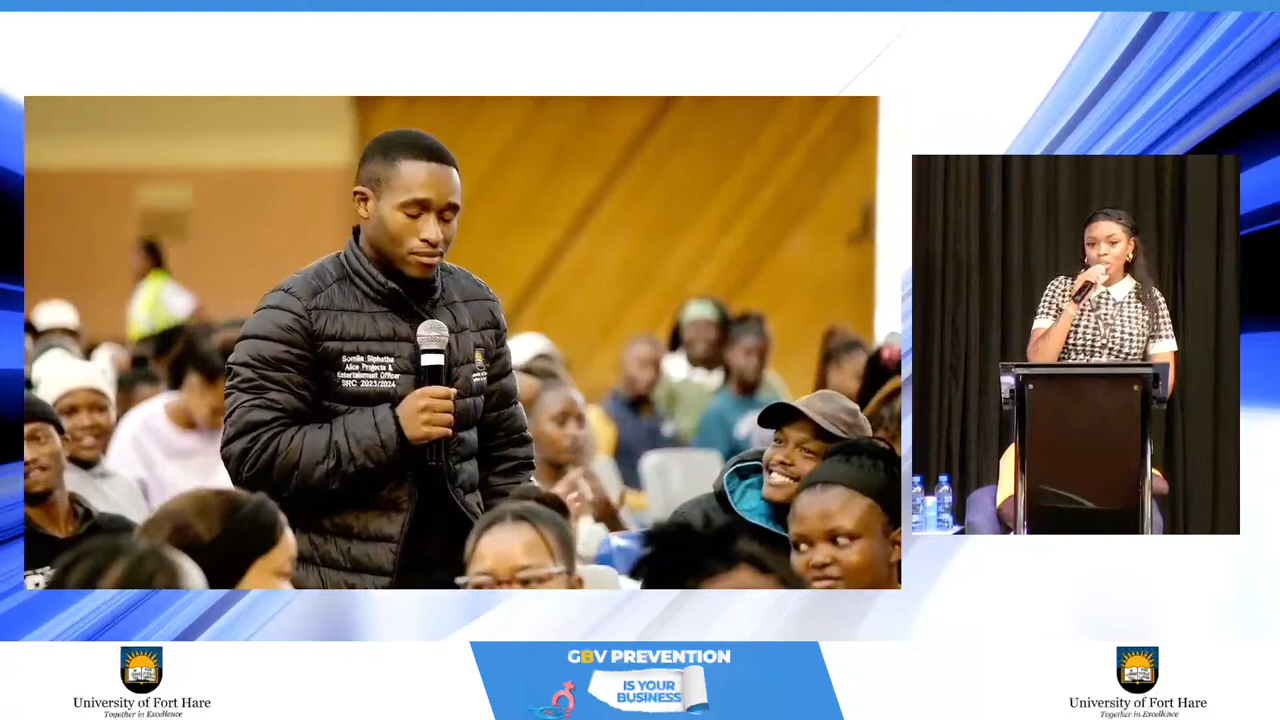 Somila Siphatha
Alice Projects &
Entertainment Officer
SRC 2023/2024
University of Fort Hare
Together in Excellence
GBV PREVENTION
IS YOUR
BUSINESS
University of Fort Hare
Together in Excellence